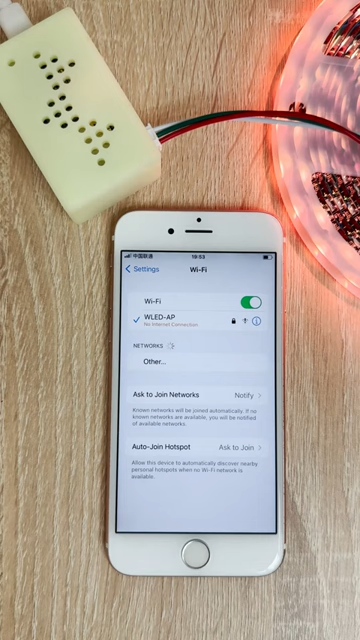 中国联通 19:53
Settings Wi-Fi
Wi-Fi
WLED-AP
No Internet Connection
NETWORKS
Other...
Ask to Join Networks Notify
Known networks will be joined automatically. If no
known networks are available, you will be notified
of available networks.
Auto-Join Hotspot Ask to Join
Allow this device to automatically discover nearby
personal hotspots when no Wi-Fi network is
available.